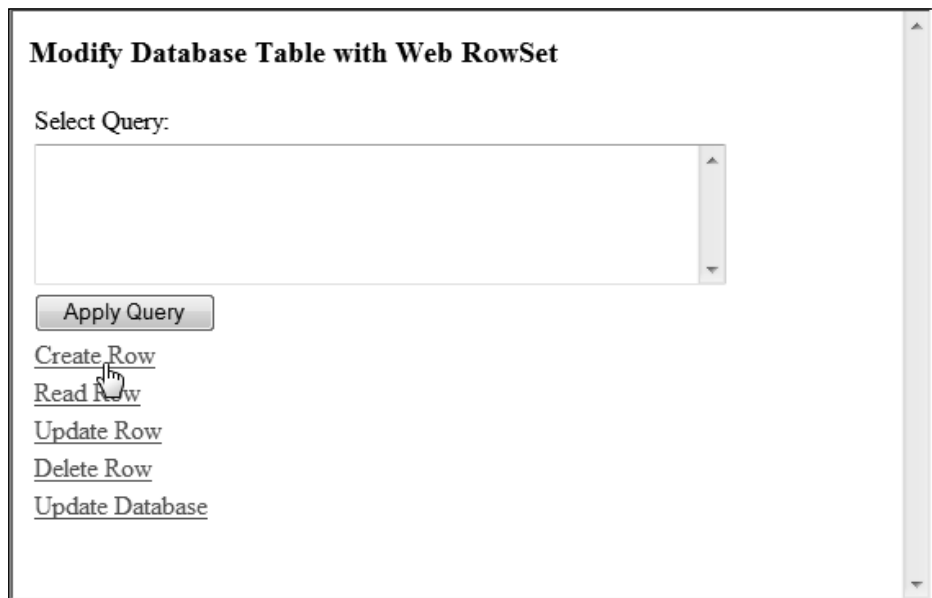 Modify Database Table with Web RowSet
Select Query:
Apply Query
Create Row
Read Row
Update Row
Delete Row
Update Database